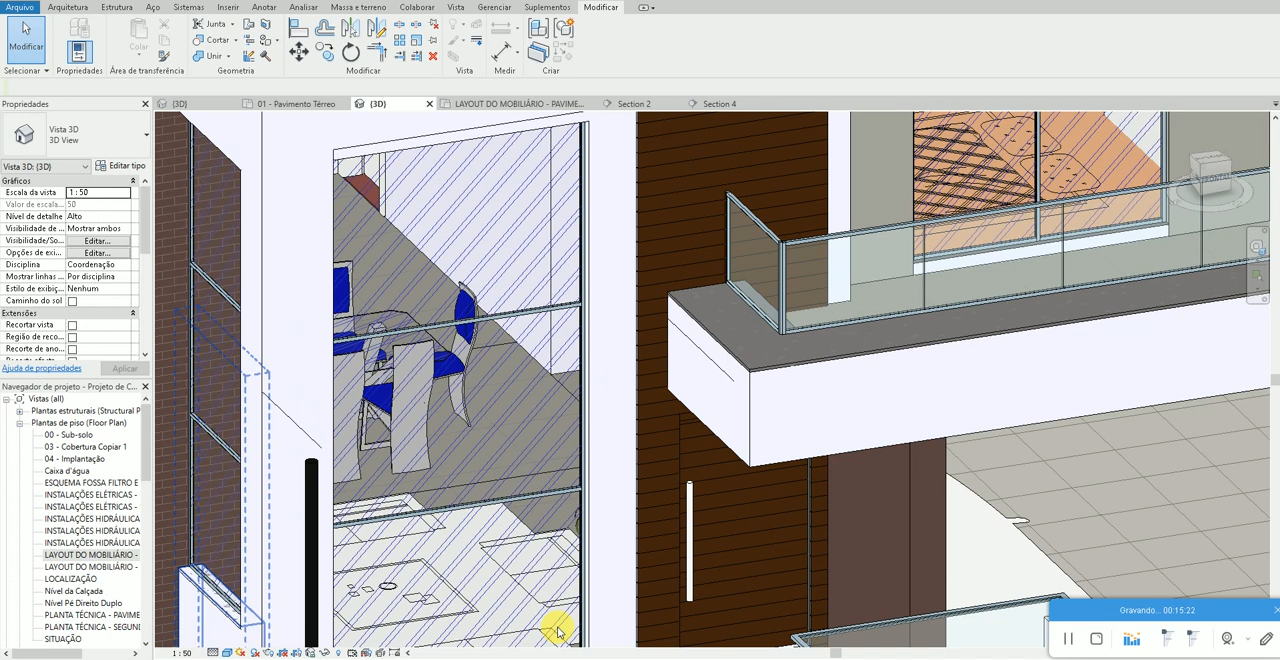 Arquivo Arquitetura Estrutura Aço Sistemas Inserir Anotar Analisar Massa e terreno Colaborar Vista Gerenciar Suplementos Modificar
Modificar
Colar
Junta
Cortar
Unir
Selecionar Propriedades Área de transferência Geometria Modificar Vista Medir Criar
Propriedades
{3D} 01 - Pavimento Térreo {3D} LAYOUT DO MOBILIÁRIO - PAVIME... Section 2 Section 4
Vista 3D
3D View
Vista 3D: {3D} Editar tipo
Gráficos
Escala da vista 1 : 50
Valor de escala... 50
Nível de detalhe Alto
Visibilidade de ... Mostrar ambos
Visibilidade/So... Editar...
Opções de exi... Editar...
Disciplina Coordenação
Mostrar linhas ... Por disciplina
Estilo de exibiç... Nenhum
Caminho do sol
Extensões
Recortar vista
Região de reco...
Recorte de ano...
Ajuda de propriedades Aplicar
Navegador de projeto - Projeto de C...
Vistas (all)
Plantas estruturais (Structural P
Plantas de piso (Floor Plan)
00 - Sub-solo
03 - Cobertura Copiar 1
04 - Implantação
Caixa d'água
ESQUEMA FOSSA FILTRO E
INSTALAÇÕES ELÉTRICAS -
INSTALAÇÕES ELÉTRICAS -
INSTALAÇÕES HIDRÁULICA
INSTALAÇÕES HIDRÁULICA
INSTALAÇÕES HIDRÁULICA
LAYOUT DO MOBILIÁRIO -
LAYOUT DO MOBILIÁRIO -
LOCALIZAÇÃO
Nível da Calçada
Nível Pé Direito Duplo
PLANTA TÉCNICA - PAVIME
PLANTA TÉCNICA - SEGUN
SITUAÇÃO
1 : 50
Gravando... 00:15:22